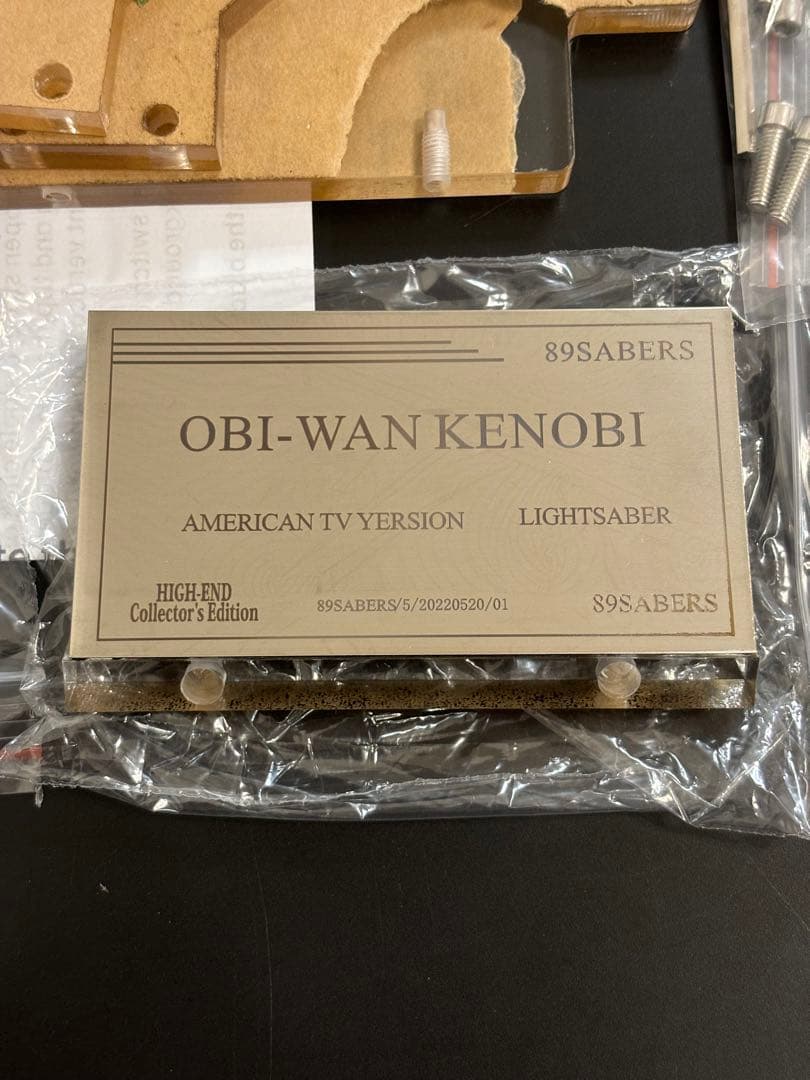 89SABERS
OBI-WAN KENOBI
AMERICAN TV YERSION LIGHTSABER
HIGH-END
Collector's Edition
89SABERS/5/20220520/01
89SABERS